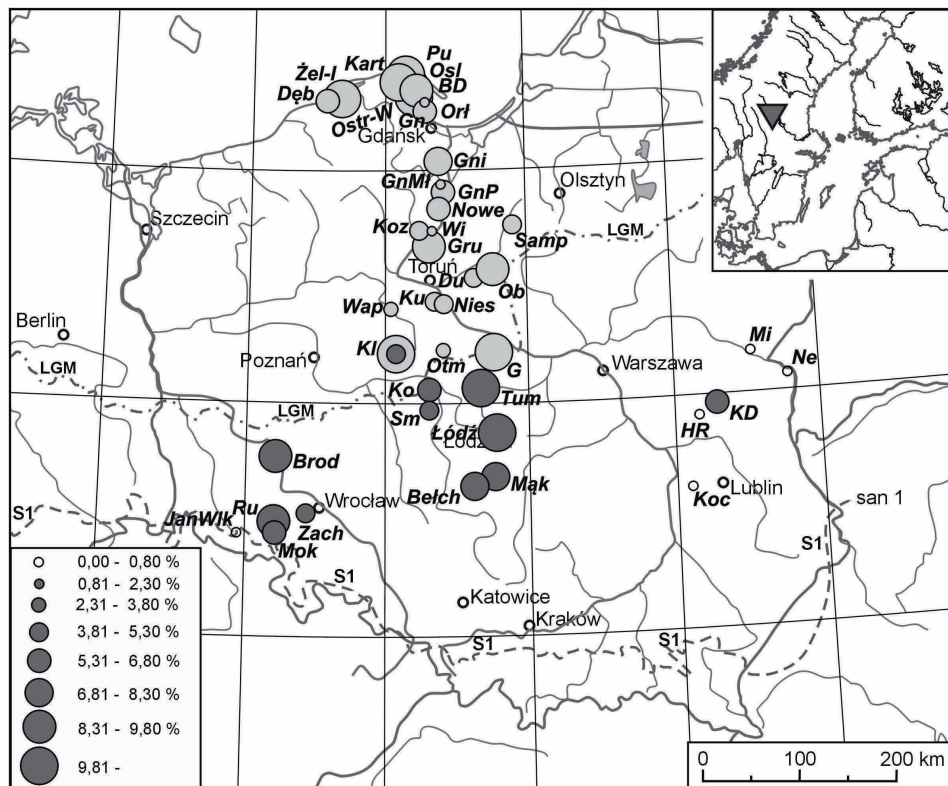 Pu
Kart
Osl
Żel-I
BD
Dęb
Ostr-W
Gn
Orł
Gdańsk
Gni
GnMł
GnP
Olsztyn
Nowe
Szczecin
Koz
Wi
Samp
LGM
Gru
Toruń
Du
Ob
Ku
Nies
Wap
Berlin
Mi
Kl
Poznań
Otm
G
Warszawa
Ne
LGM
Ko
Tum
KD
LGM
Sm
HR
Łódź
Brod
Mąk
Bełch
Koc
Lublin
san 1
Ru
Wrocław
S1
JanWlk
Zach
Mok
S1
S1
Katowice
Kraków
S1
S1
0,00 - 0,80 %
0,81 - 2,30 %
2,31 - 3,80 %
3,81 - 5,30 %
5,31 - 6,80 %
6,81 - 8,30 %
8,31 - 9,80 %
9,81 -
0 100 200 km